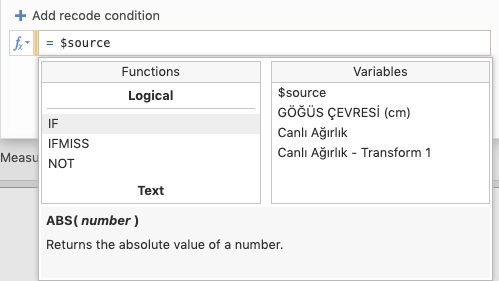 + Add recode condition
fx = $source
Functions
Logical
IF
IFMISS
NOT
Text
Variables
$source
GÖĞÜS ÇEVRESİ (cm)
Canlı Ağırlık
Canlı Ağırlık - Transform 1
Measu
ABS( number )
Returns the absolute value of a number.